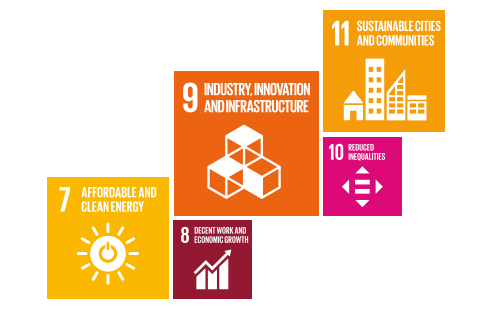 11 SUSTAINABLE CITIES
AND COMMUNITIES
9 INDUSTRY, INNOVATION
AND INFRASTRUCTURE
10 REDUCED
INEQUALITIES
7 AFFORDABLE AND
CLEAN ENERGY
8 DECENT WORK AND
ECONOMIC GROWTH